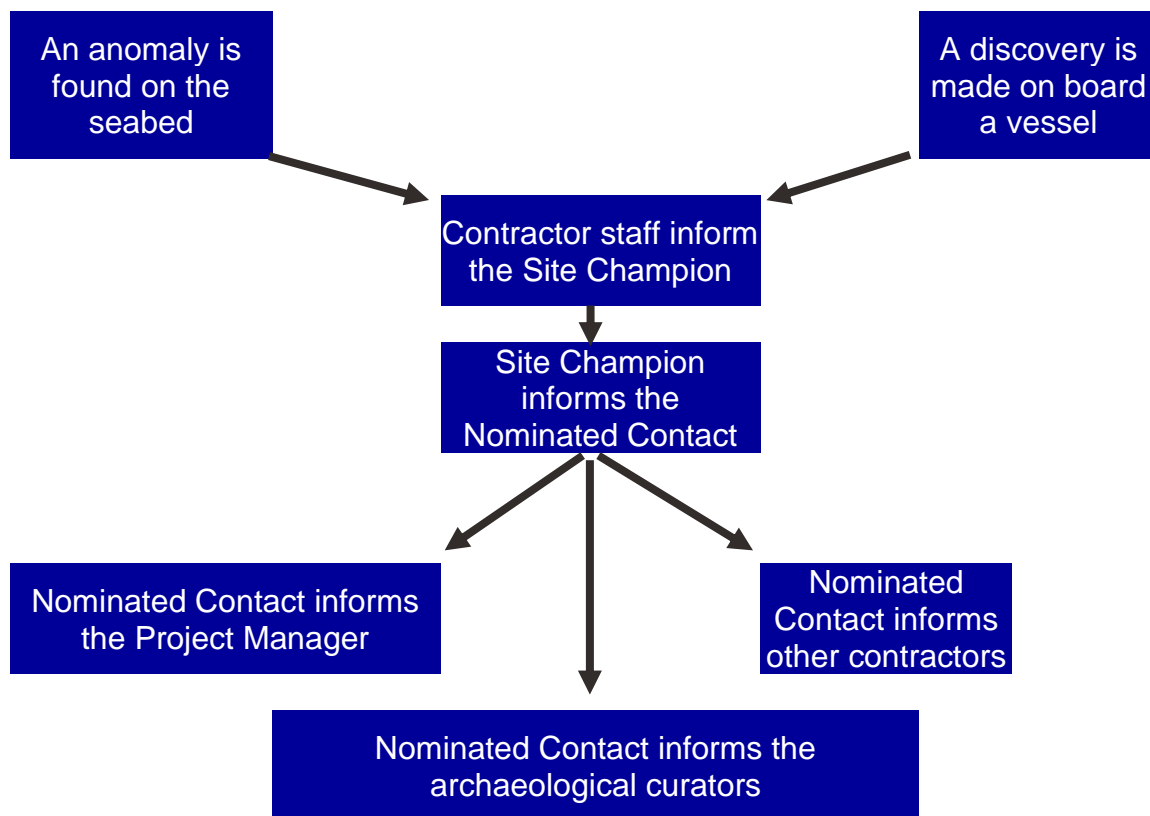 An anomaly is
found on the
seabed
A discovery is
made on board
a vessel
Contractor staff inform
the Site Champion
Site Champion
informs the
Nominated Contact
Nominated Contact informs
the Project Manager
Nominated
Contact informs
other contractors
Nominated Contact informs the
archaeological curators